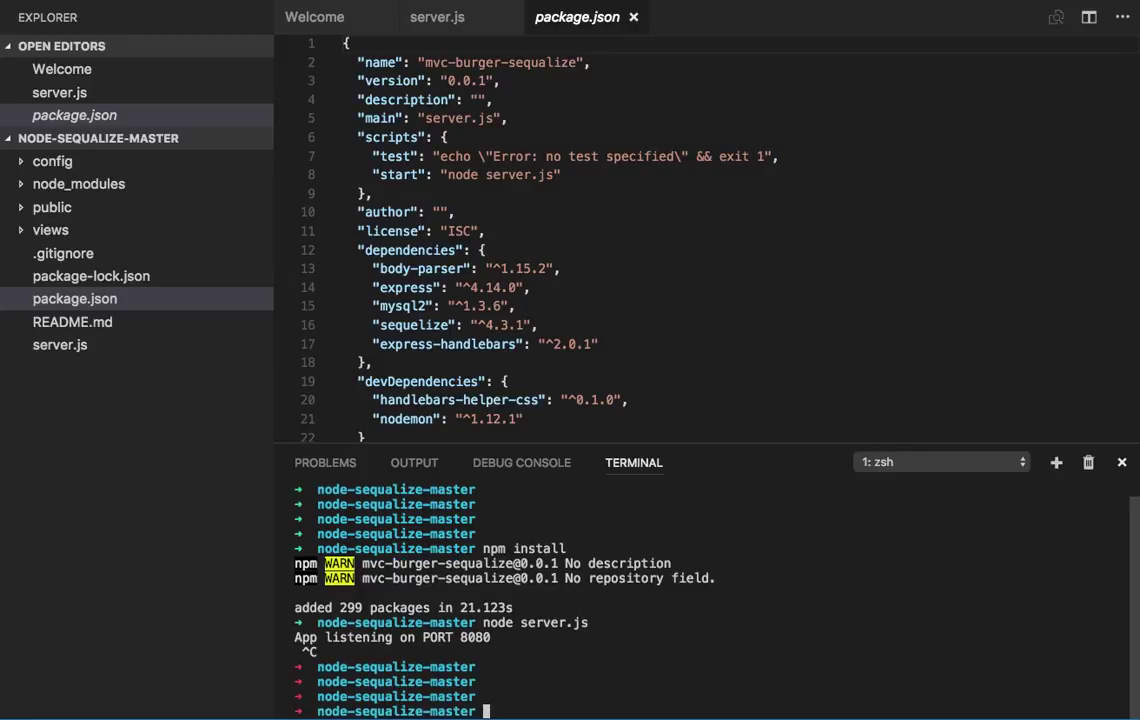 EXPLORER
OPEN EDITORS
Welcome
server.js
package.json
NODE-SEQUALIZE-MASTER
config
node_modules
public
views
.gitignore
package-lock.json
package.json
README.md
server.js
Welcome server.js package.json
1 {
2 "name": "mvc-burger-sequalize",
3 "version": "0.0.1",
4 "description": "",
5 "main": "server.js",
6 "scripts": {
7 "test": "echo \"Error: no test specified\" && exit 1",
8 "start": "node server.js"
9 },
10 "author": "",
11 "license": "ISC",
12 "dependencies": {
13 "body-parser": "^1.15.2",
14 "express": "^4.14.0",
15 "mysql2": "^1.3.6",
16 "sequelize": "^4.3.1",
17 "express-handlebars": "^2.0.1"
18 },
19 "devDependencies": {
20 "handlebars-helper-css": "^0.1.0",
21 "nodemon": "^1.12.1"
22 }
PROBLEMS OUTPUT DEBUG CONSOLE TERMINAL 1: zsh
➜ node-sequalize-master
➜ node-sequalize-master
➜ node-sequalize-master
➜ node-sequalize-master
➜ node-sequalize-master npm install
npm WARN mvc-burger-sequalize@0.0.1 No description
npm WARN mvc-burger-sequalize@0.0.1 No repository field.
added 299 packages in 21.123s
➜ node-sequalize-master node server.js
App listening on PORT 8080
^C
➜ node-sequalize-master
➜ node-sequalize-master
➜ node-sequalize-master
➜ node-sequalize-master